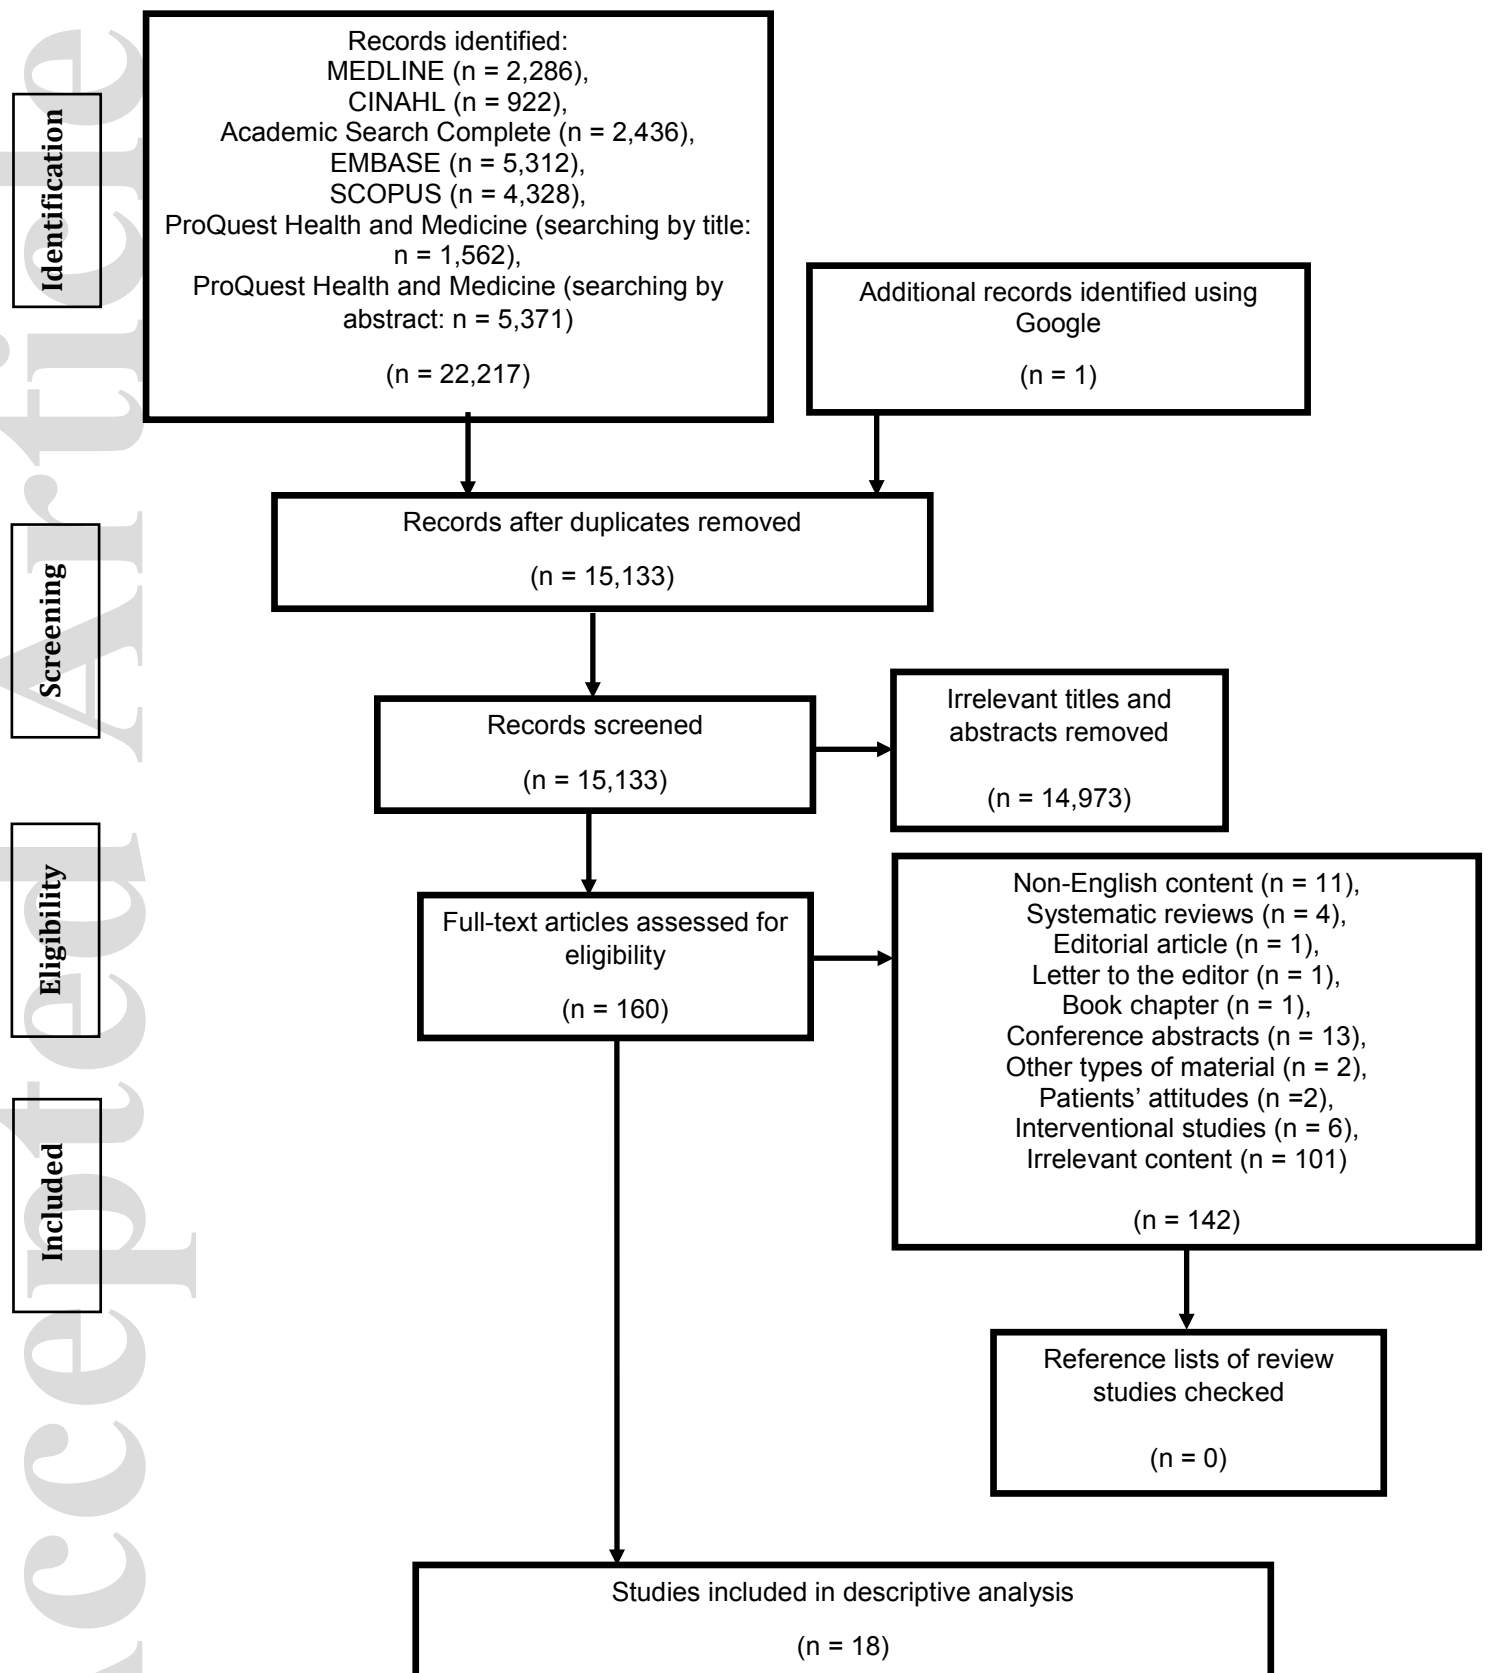 Accepted Article
Identification
Records identified:
MEDLINE (n = 2,286),
CINAHL (n = 922),
Academic Search Complete (n = 2,436),
EMBASE (n = 5,312),
SCOPUS (n = 4,328),
ProQuest Health and Medicine (searching by title:
n = 1,562),
ProQuest Health and Medicine (searching by
abstract: n = 5,371)
(n = 22,217)
Additional records identified using
Google
(n = 1)
Records after duplicates removed
(n = 15,133)
Screening
Records screened
(n = 15,133)
Irrelevant titles and
abstracts removed
(n = 14,973)
Eligibility
Full-text articles assessed for
eligibility
(n = 160)
Non-English content (n = 11),
Systematic reviews (n = 4),
Editorial article (n = 1),
Letter to the editor (n = 1),
Book chapter (n = 1),
Conference abstracts (n = 13),
Other types of material (n = 2),
Patients’ attitudes (n =2),
Interventional studies (n = 6),
Irrelevant content (n = 101)
(n = 142)
Included
Reference lists of review
studies checked
(n = 0)
Studies included in descriptive analysis
(n = 18)